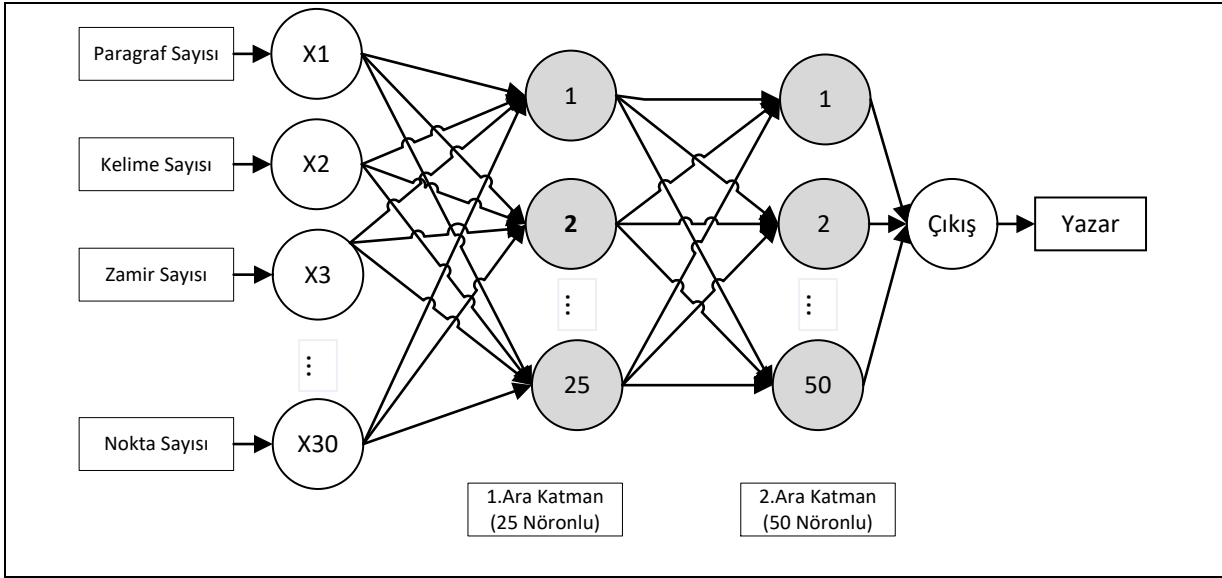 Paragraf Sayısı
X1
1
1
Kelime Sayısı
X2
2
2
Çıkış
Yazar
Zamir Sayısı
X3
...
...
...
25
50
Nokta Sayısı
X30
1.Ara Katman
(25 Nöronlu)
2.Ara Katman
(50 Nöronlu)